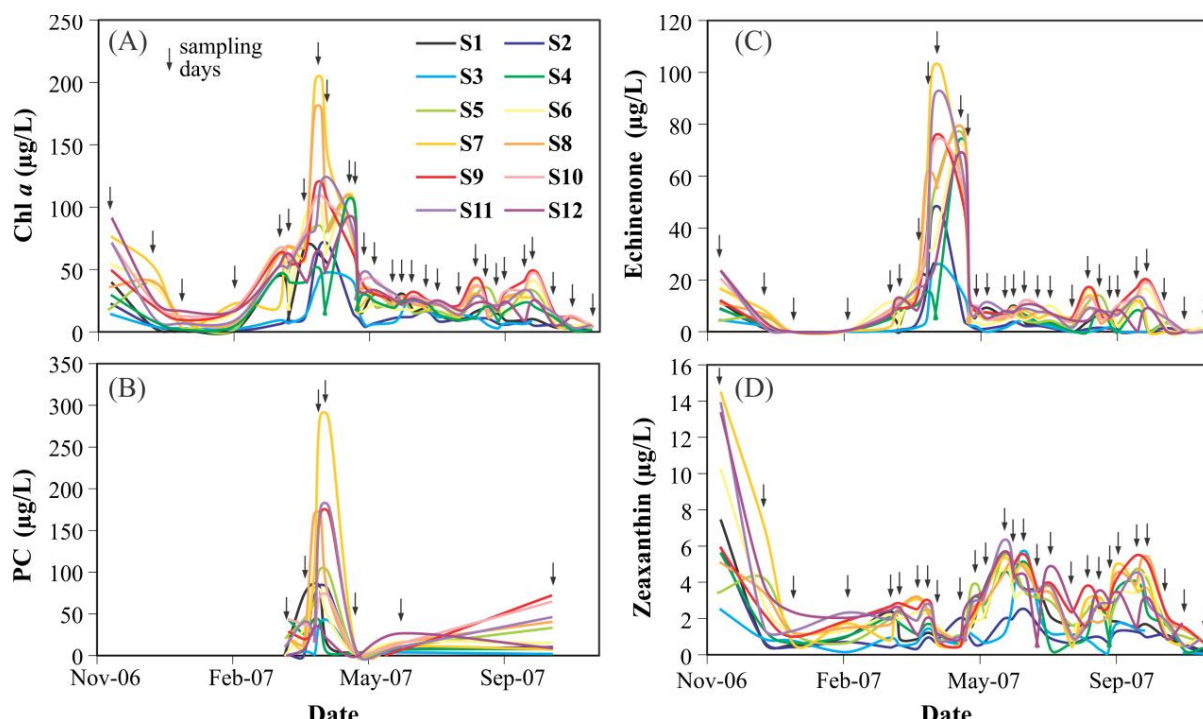 (A)
sampling
days
S1 S2
S3 S4
S5 S6
S7 S8
S9 S10
S11 S12
Chl a (µg/L)
250
200
150
100
50
0
(C)
Echinenone (µg/L)
120
100
80
60
40
20
0
(B)
PC (µg/L)
350
300
250
200
150
100
50
0
Nov-06 Feb-07 May-07 Sep-07
Date
(D)
Zeaxanthin (µg/L)
16
14
12
10
8
6
4
2
0
Nov-06 Feb-07 May-07 Sep-07
Date